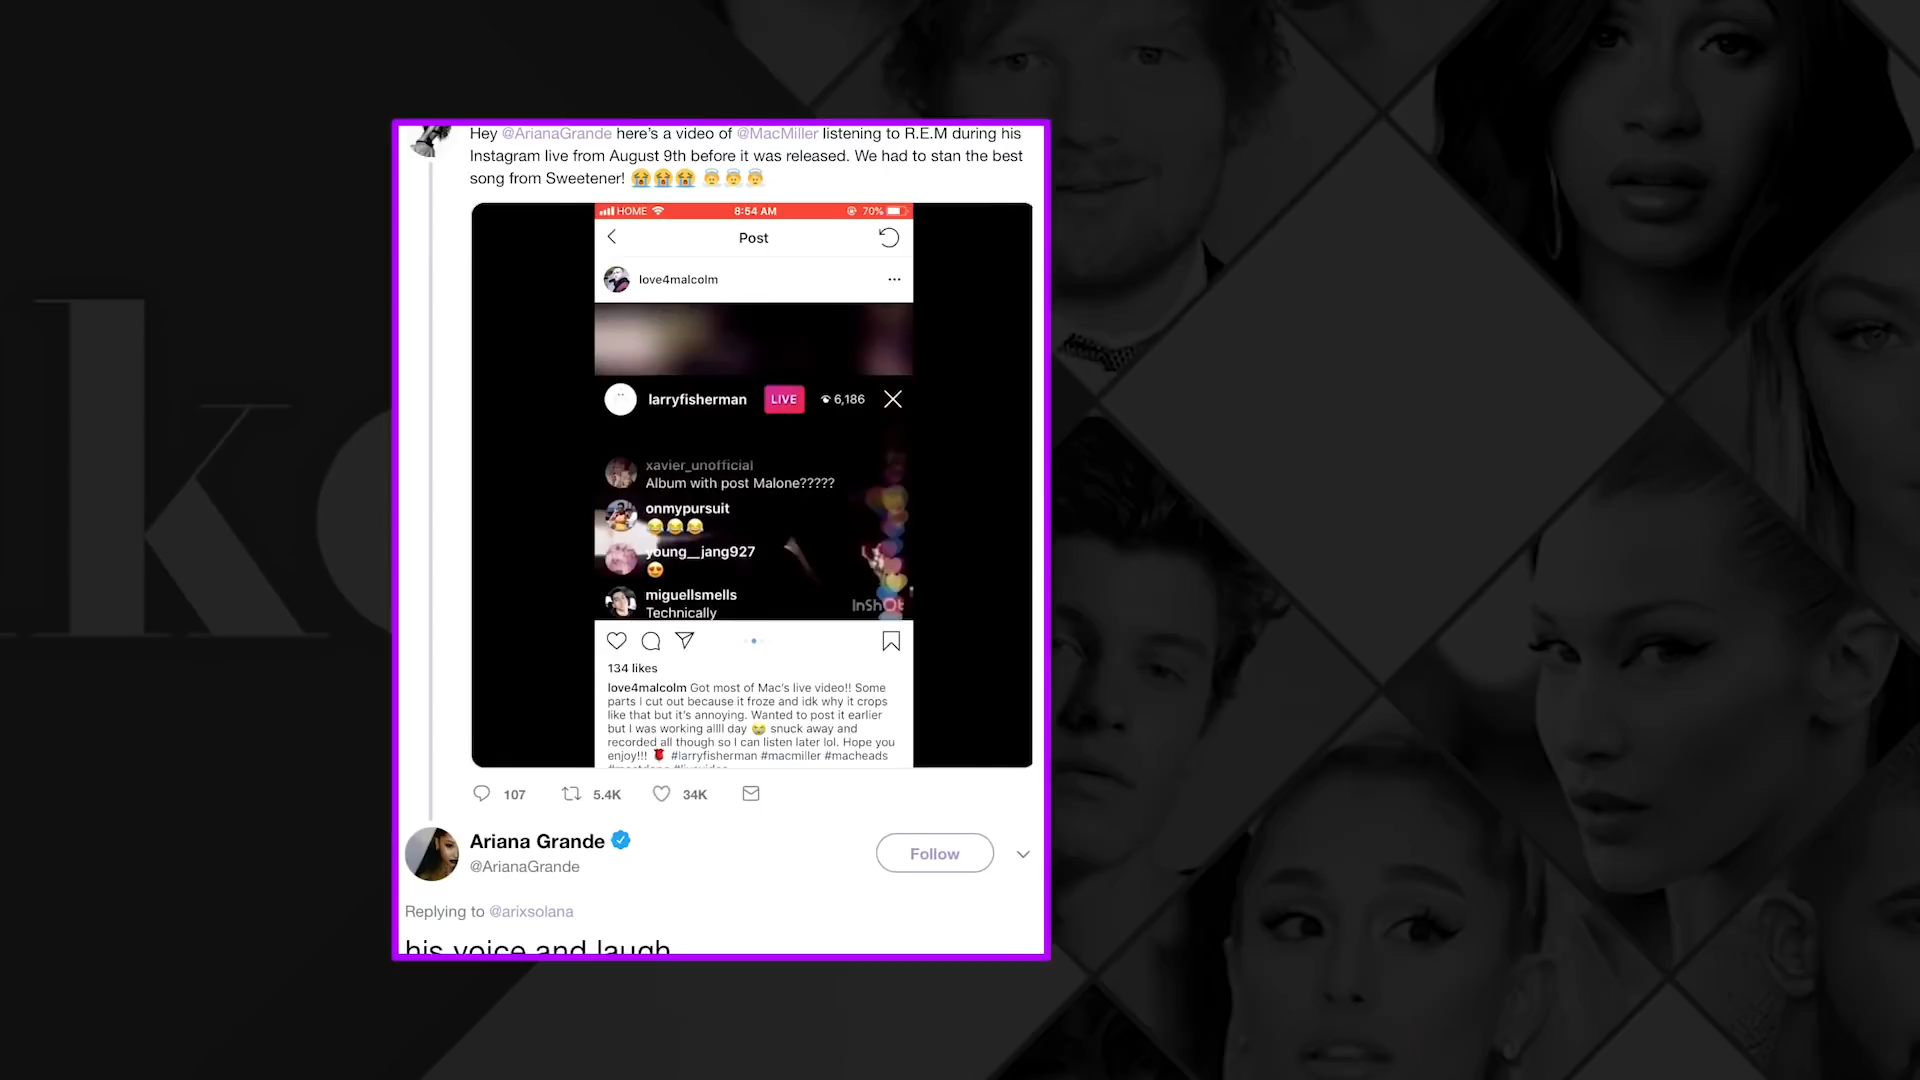 Hey @ArianaGrande here's a video of @MacMiller listening to R.E.M during his
Instagram live from August 9th before it was released. We had to stan the best
song from Sweetener! 😭😭😭 😇😇😇
HOME 8:54 AM 70%
Post
love4malcolm
larryfisherman LIVE 6,186
xavier_unofficial
Album with post Malone?????
onmypursuit
😂😂😂
young__jang927
😍
miguellsmells
Technically
InShOt
134 likes
love4malcolm Got most of Mac's live video!! Some
parts I cut out because it froze and idk why it crops
like that but it's annoying. Wanted to post it earlier
but I was working allll day 😭 snuck away and
recorded all though so I can listen later lol. Hope you
enjoy!!! 🌹 #larryfisherman #macmiller #macheads
107 5.4K 34K
Ariana Grande
@ArianaGrande
Follow
Replying to @arixsolana
his voice and laugh
k